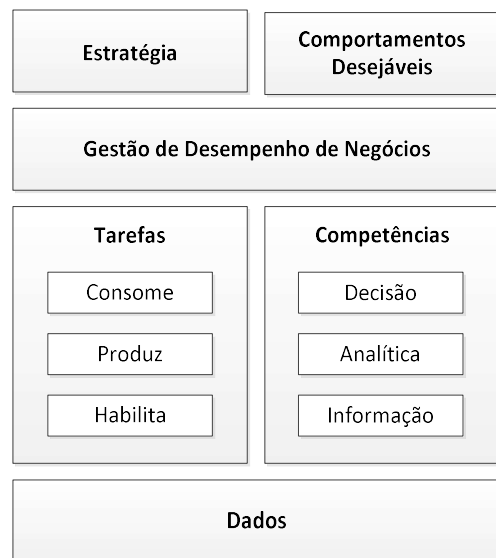 Estratégia
Comportamentos
Desejáveis
Gestão de Desempenho de Negócios
Tarefas
Consome
Produz
Habilita
Competências
Decisão
Analítica
Informação
Dados